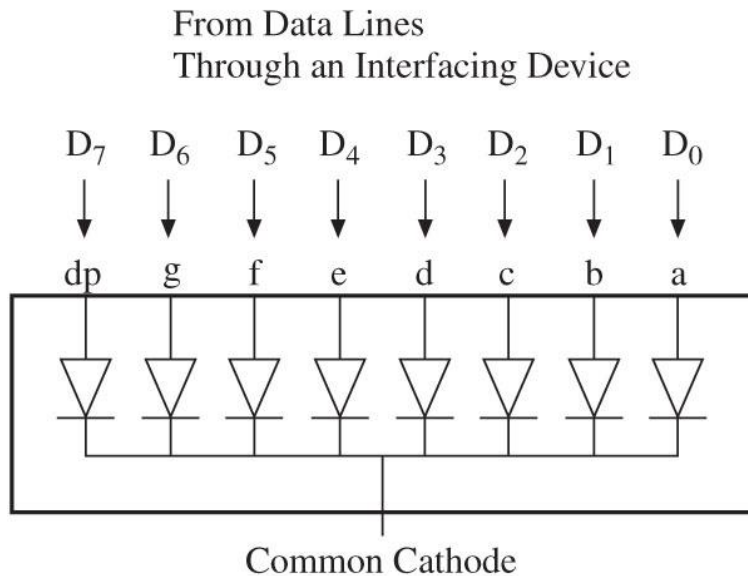 From Data Lines
Through an Interfacing Device
D₇ D₆ D₅ D₄ D₃ D₂ D₁ D₀
dp g f e d c b a
Common Cathode